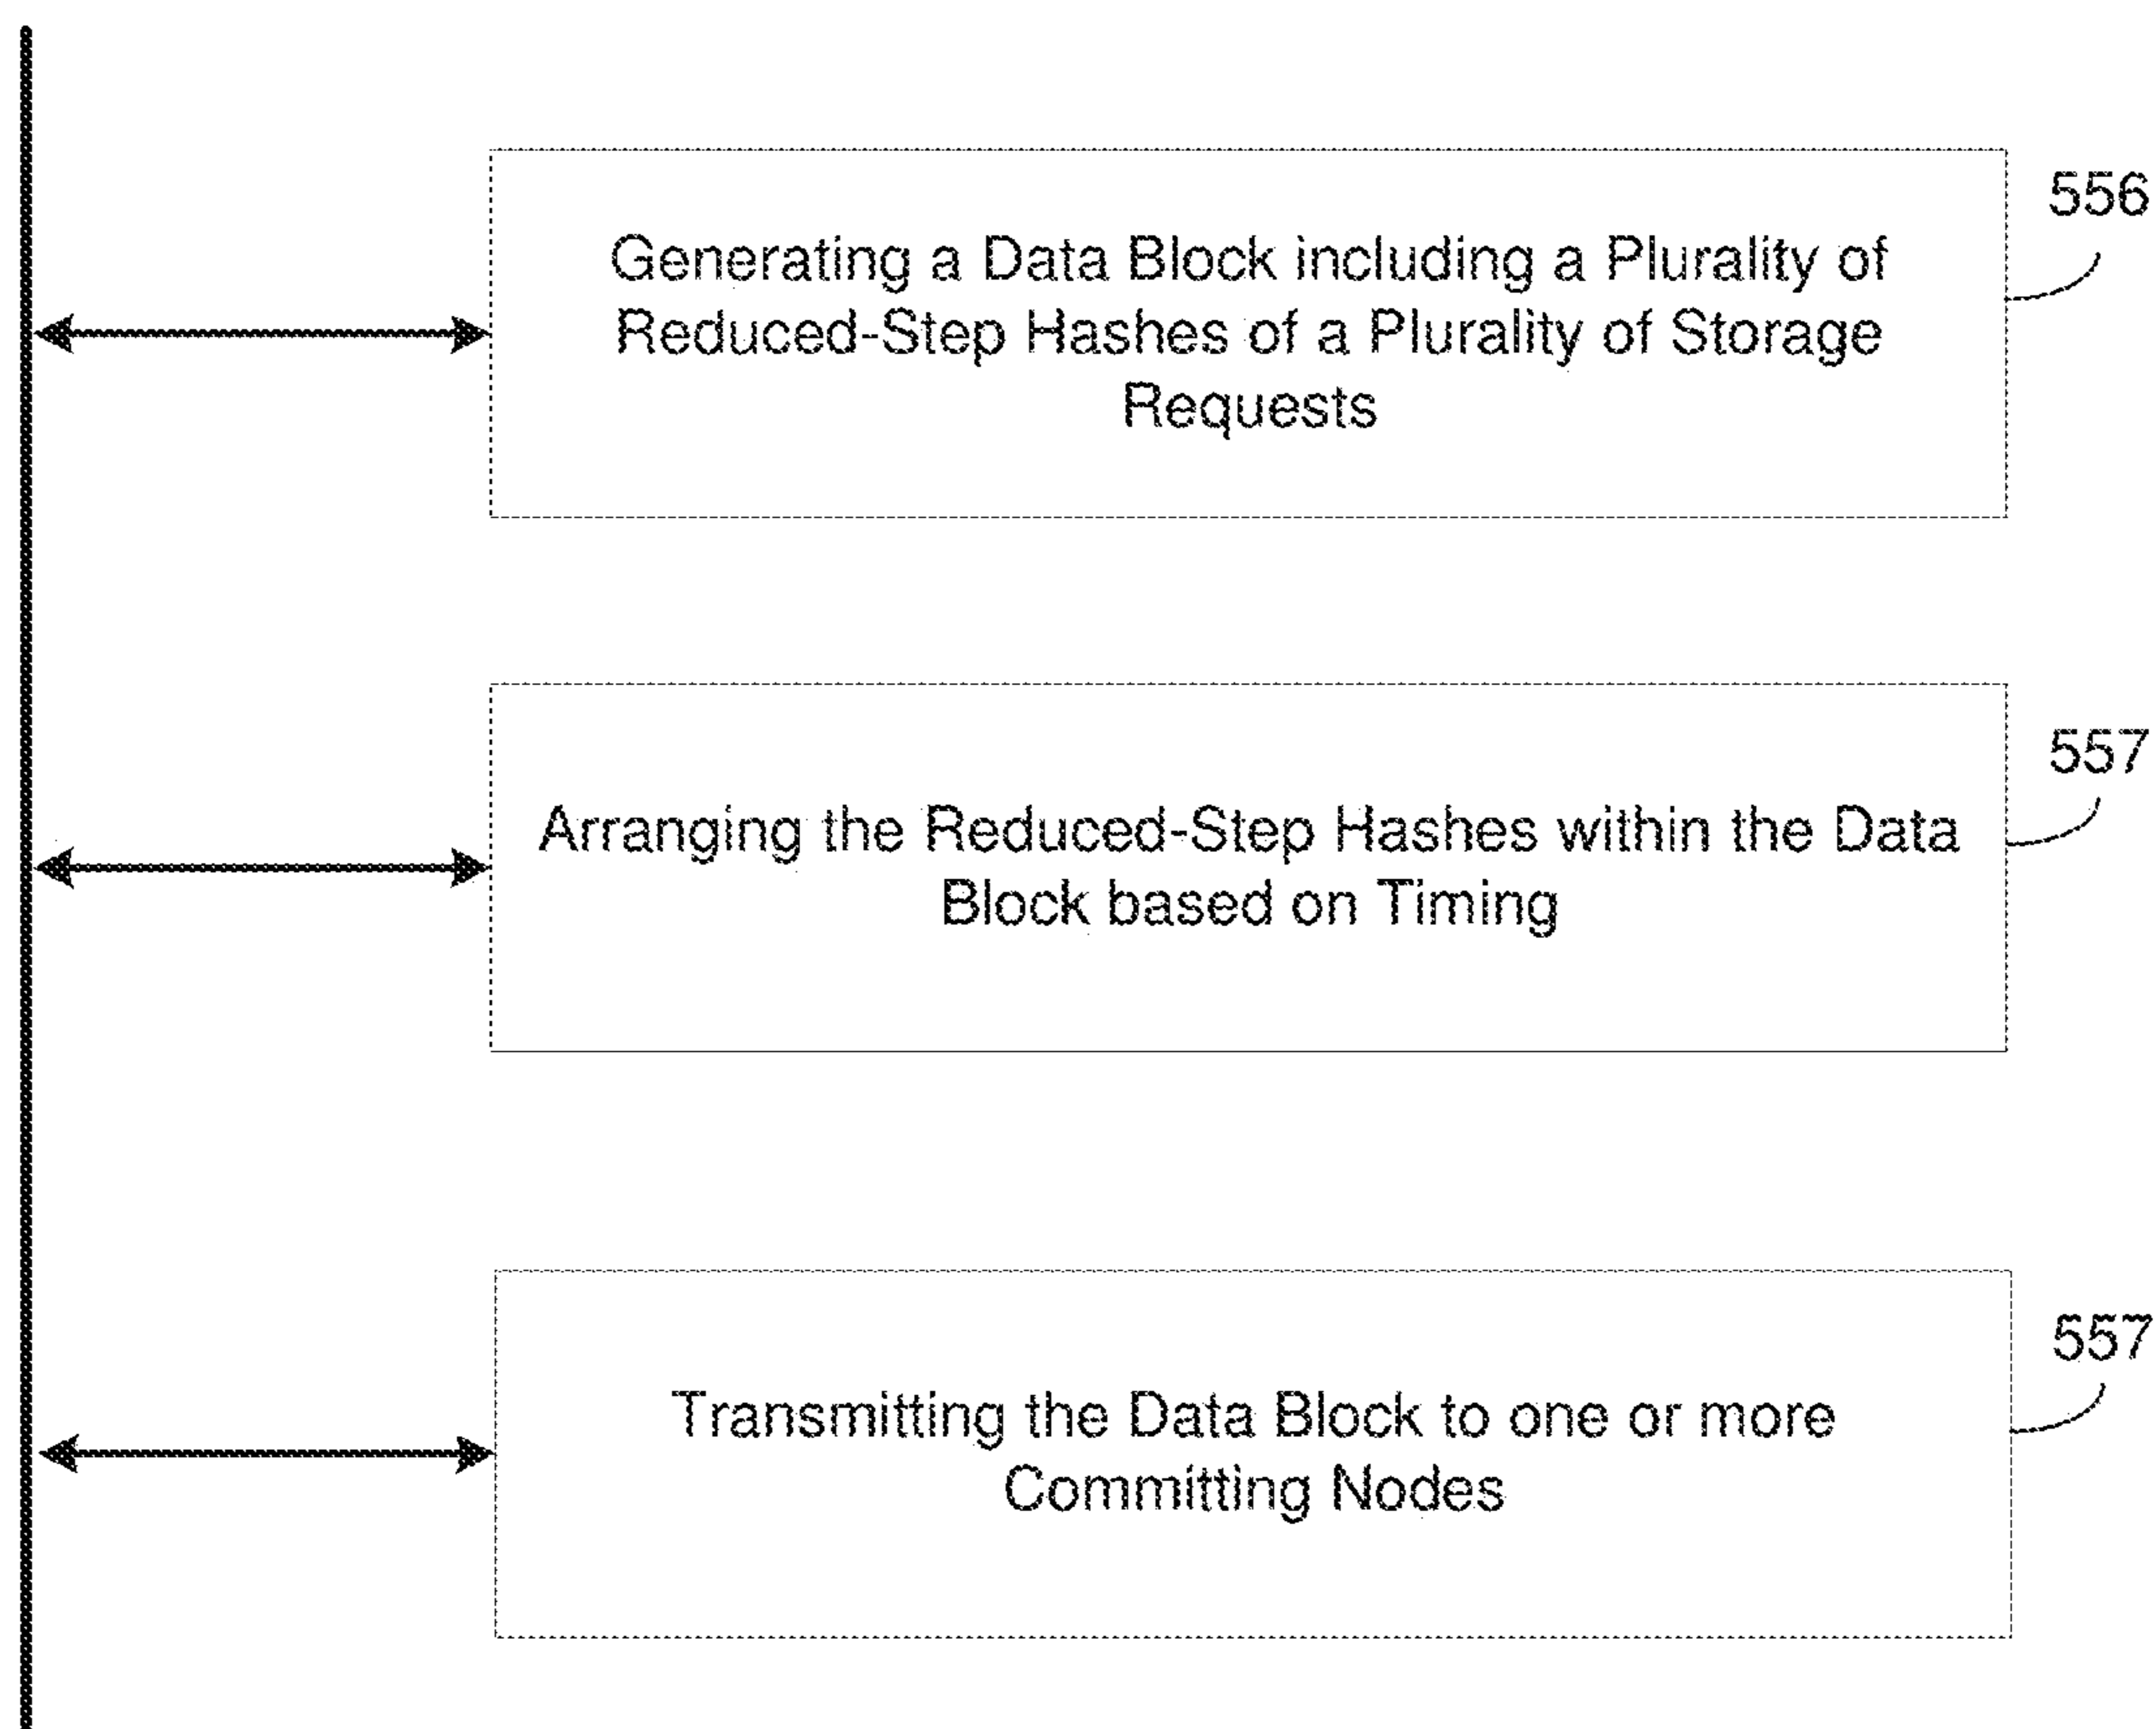 556
Generating a Data Block including a Plurality of
Reduced-Step Hashes of a Plurality of Storage
Requests
557
Arranging the Reduced-Step Hashes within the Data
Block based on Timing
557
Transmitting the Data Block to one or more
Committing Nodes